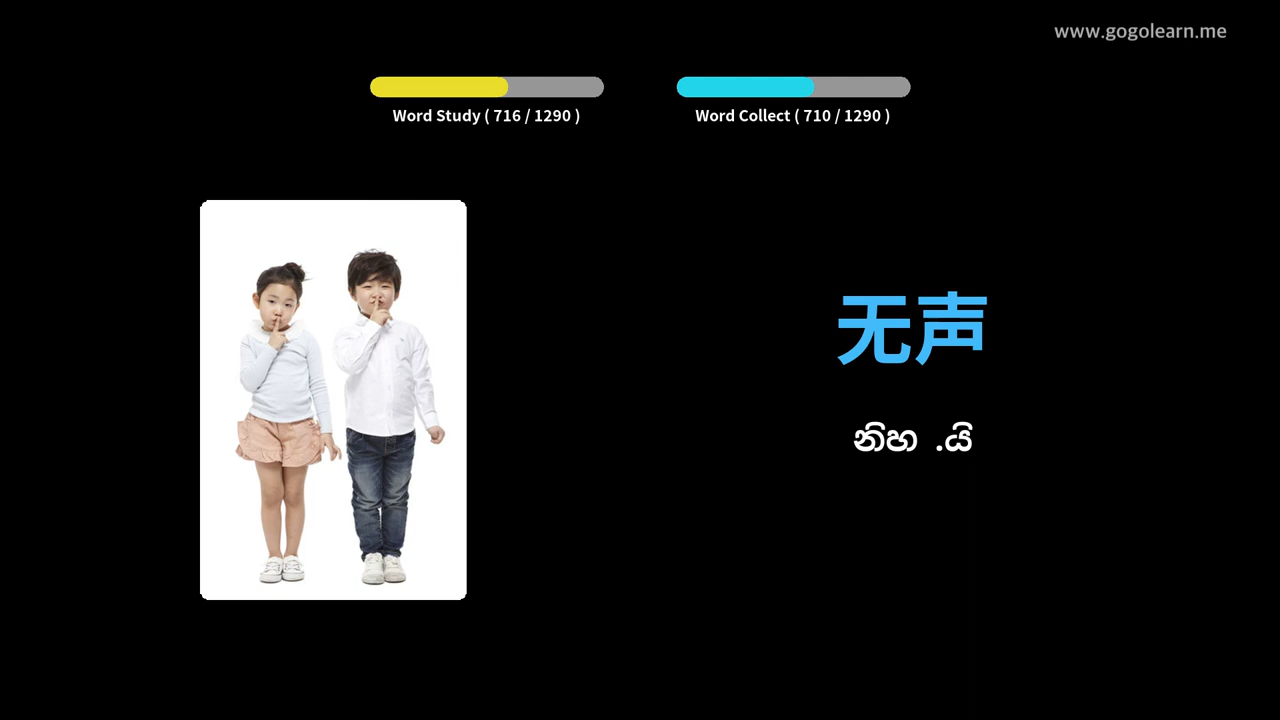 www.gogolearn.me
Word Study ( 716 / 1290 )
Word Collect ( 710 / 1290 )
无声
නිහ .යි